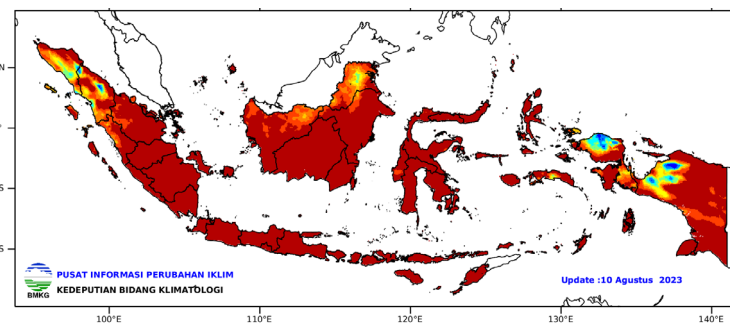 N
S
S
PUSAT INFORMASI PERUBAHAN IKLIM
KEDEPUTIAN BIDANG KLIMATOLOGI
BMKG
Update :10 Agustus 2023
100°E
110°E
120°E
130°E
140°E